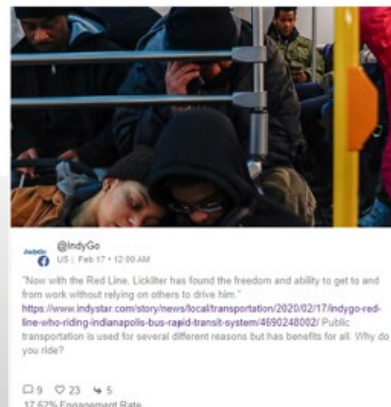 @IndyGo
US | Feb 17 • 12:00 AM
"Now with the Red Line, Lickliter has found the freedom and ability to get to and
from work without relying on others to drive him."
https://www.indystar.com/story/news/local/transportation/2020/02/17/indygo-red-
line-who-riding-indianapolis-bus-rapid-transit-system/4690248002/ Public
transportation is used for several different reasons but has benefits for all. Why do
you ride?
9 23 5
17.62% Engagement Rate